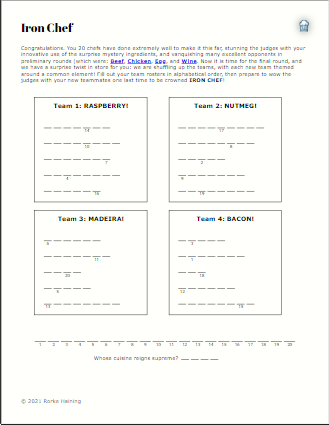 Iron Chef
Congratulations. You 20 chefs have done extremely well to make it this far, stunning the judges with your
innovative use of the surprise mystery ingredients, and vanquishing many excellent opponents in
preliminary rounds (which were: Beef, Chicken, Egg, and Wine. Now it is time for the final round, and
we have a surprise twist in store for you: we are shuffling up the teams, with each new team themed
around a common element! Fill out your team rosters in alphabetical order, then prepare to wow the
judges with your new teammates one last time to be crowned IRON CHEF!
Team 1: RASPBERRY!
14
10
7
4
16
Team 2: NUTMEG!
17
8
2
9
19
Team 3: MADEIRA!
6
11
20
5
13
Team 4: BACON!
3
1
18
12
15
1 2 3 4 5 6 7 8 9 10 11 12 13 14 15 16 17 18 19 20
Whose cuisine reigns supreme?
© 2021 Rorke Haining